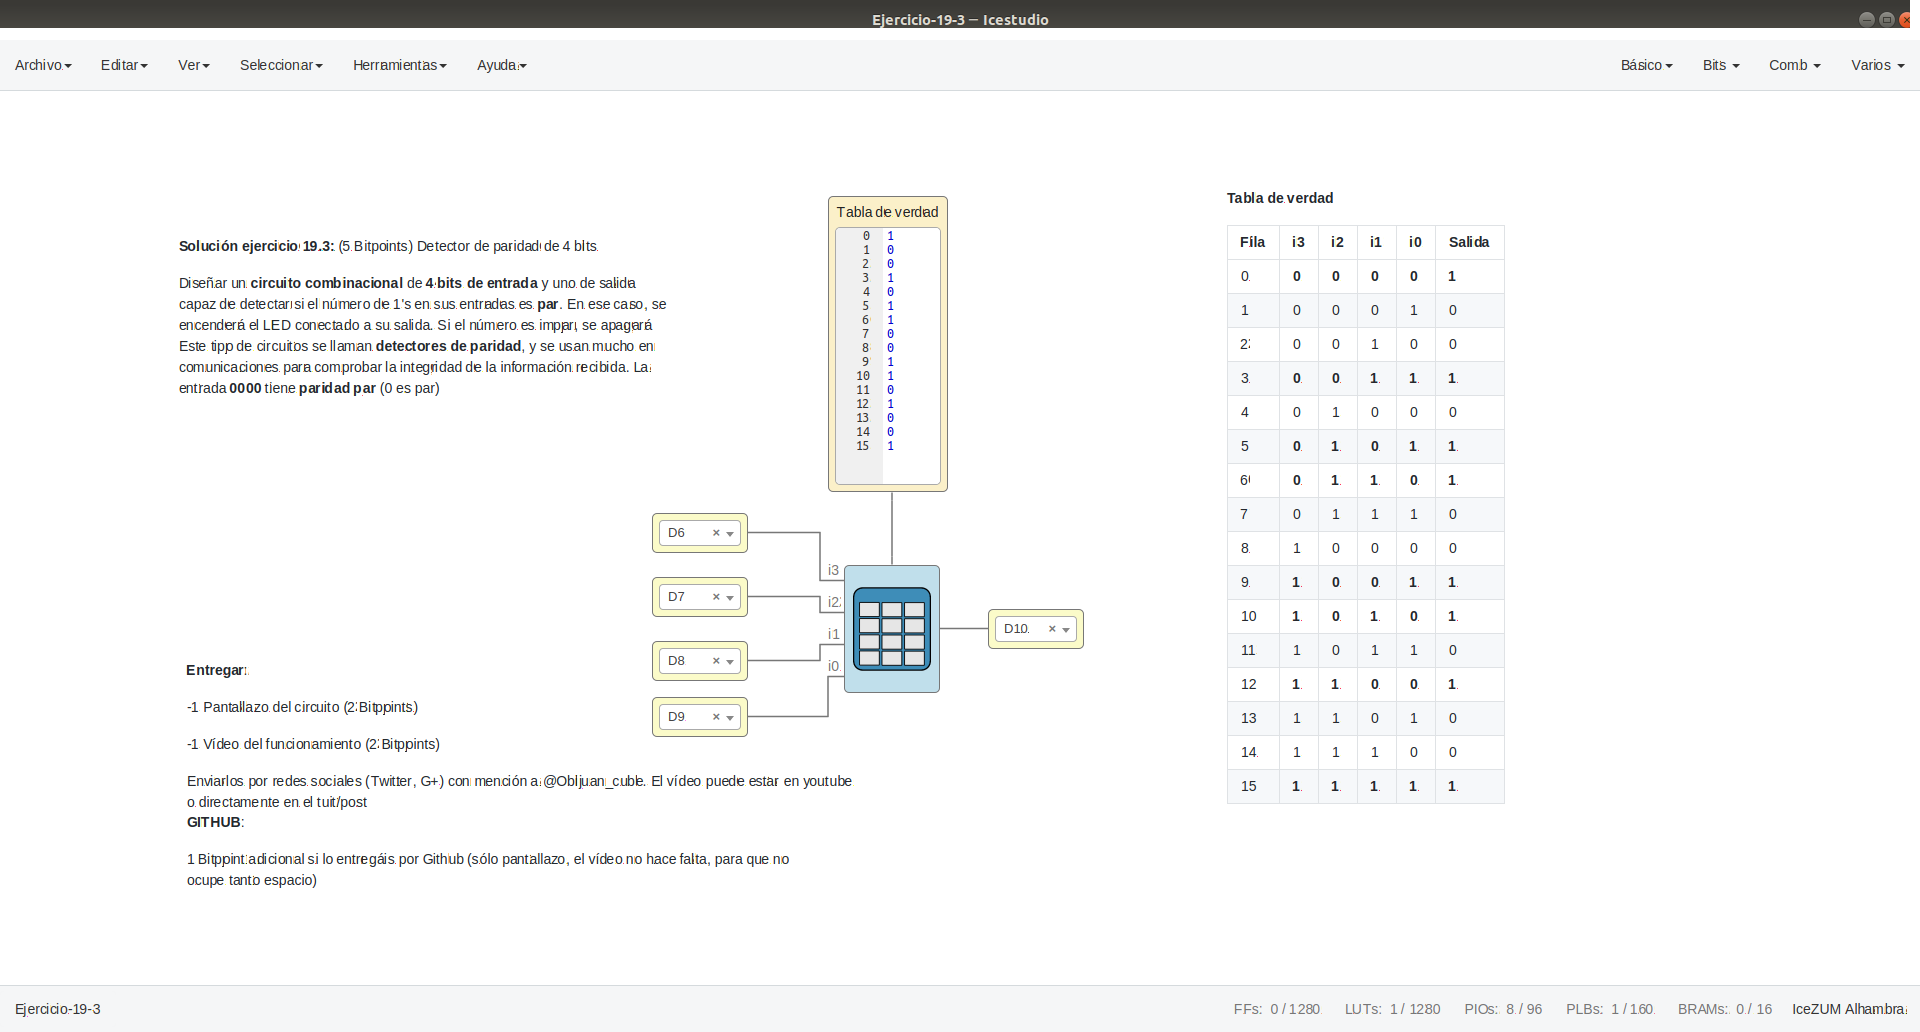 Ejercicio-19-3 — Icestudio
Archivo Editar Ver Seleccionar Herramientas Ayuda Básico Bits Comb Varios
Solución ejercicio 19.3: (5 Bitpoints) Detector de paridad de 4 bits
Diseñar un circuito combinacional de 4 bits de entrada y uno de salida
capaz de detectar si el número de 1's en sus entradas es par. En ese caso, se
encenderá el LED conectado a su salida. Si el número es impar, se apagará
Este tipo de circuitos se llaman detectores de paridad, y se usan mucho en
comunicaciones para comprobar la integridad de la información recibida. La
entrada 0000 tiene paridad par (0 es par)
Tabla de verdad
0 1
1 0
2 0
3 1
4 0
5 1
6 1
7 0
8 0
9 1
10 1
11 0
12 1
13 0
14 0
15 1
D6
D7
D8
D9
i3
i2
i1
i0
D10
Entregar:
-1 Pantallazo del circuito (2 Bitpoints)
-1 Vídeo del funcionamiento (2 Bitpoints)
Enviarlos por redes sociales (Twitter, G+) con mención a @Obijuan_cube. El vídeo puede estar en youtube
o directamente en el tuit/post
GITHUB:
1 Bitpoint adicional si lo entregáis por Github (sólo pantallazo, el vídeo no hace falta, para que no
ocupe tanto espacio)
Tabla de verdad
Fila i3 i2 i1 i0 Salida
0 0 0 0 0 1
1 0 0 0 1 0
2 0 0 1 0 0
3 0 0 1 1 1
4 0 1 0 0 0
5 0 1 0 1 1
6 0 1 1 0 1
7 0 1 1 1 0
8 1 0 0 0 0
9 1 0 0 1 1
10 1 0 1 0 1
11 1 0 1 1 0
12 1 1 0 0 1
13 1 1 0 1 0
14 1 1 1 0 0
15 1 1 1 1 1
Ejercicio-19-3 FFs: 0 / 1280 LUTs: 1 / 1280 PIOs: 8 / 96 PLBs: 1 / 160 BRAMs: 0 / 16 IceZUM Alhambra